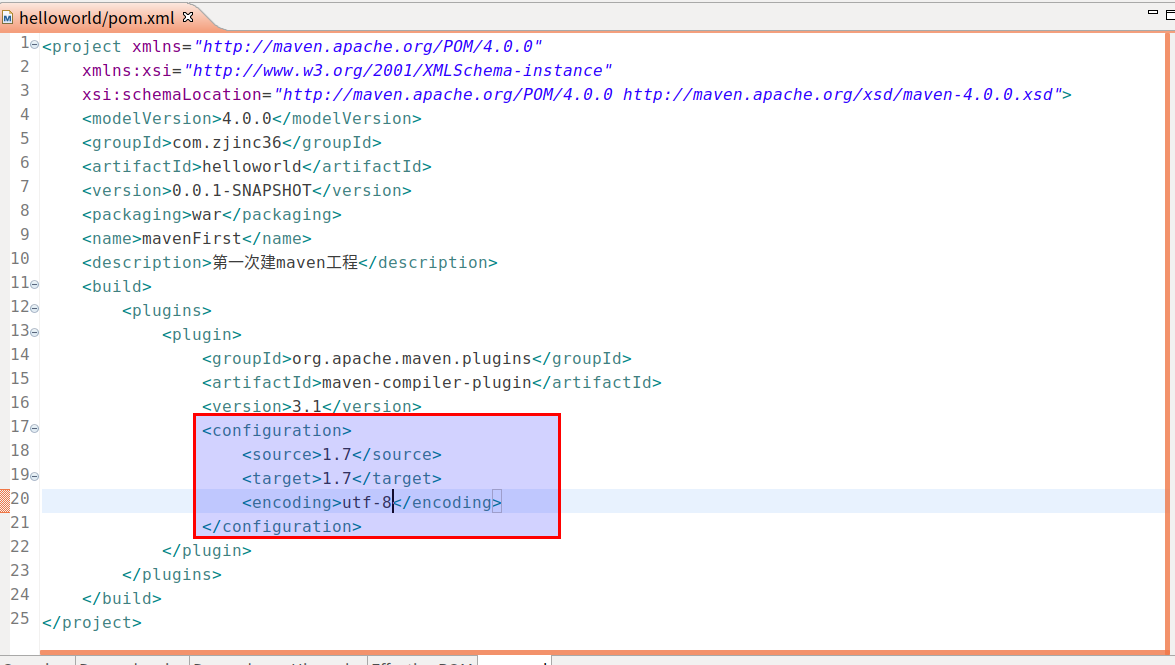 helloworld/pom.xml
1 <project xmlns="http://maven.apache.org/POM/4.0.0"
2 xmlns:xsi="http://www.w3.org/2001/XMLSchema-instance"
3 xsi:schemaLocation="http://maven.apache.org/POM/4.0.0 http://maven.apache.org/xsd/maven-4.0.0.xsd">
4 <modelVersion>4.0.0</modelVersion>
5 <groupId>com.zjinc36</groupId>
6 <artifactId>helloworld</artifactId>
7 <version>0.0.1-SNAPSHOT</version>
8 <packaging>war</packaging>
9 <name>mavenFirst</name>
10 <description>第一次建maven工程</description>
11 <build>
12 <plugins>
13 <plugin>
14 <groupId>org.apache.maven.plugins</groupId>
15 <artifactId>maven-compiler-plugin</artifactId>
16 <version>3.1</version>
17 <configuration>
18 <source>1.7</source>
19 <target>1.7</target>
20 <encoding>utf-8</encoding>
21 </configuration>
22 </plugin>
23 </plugins>
24 </build>
25 </project>